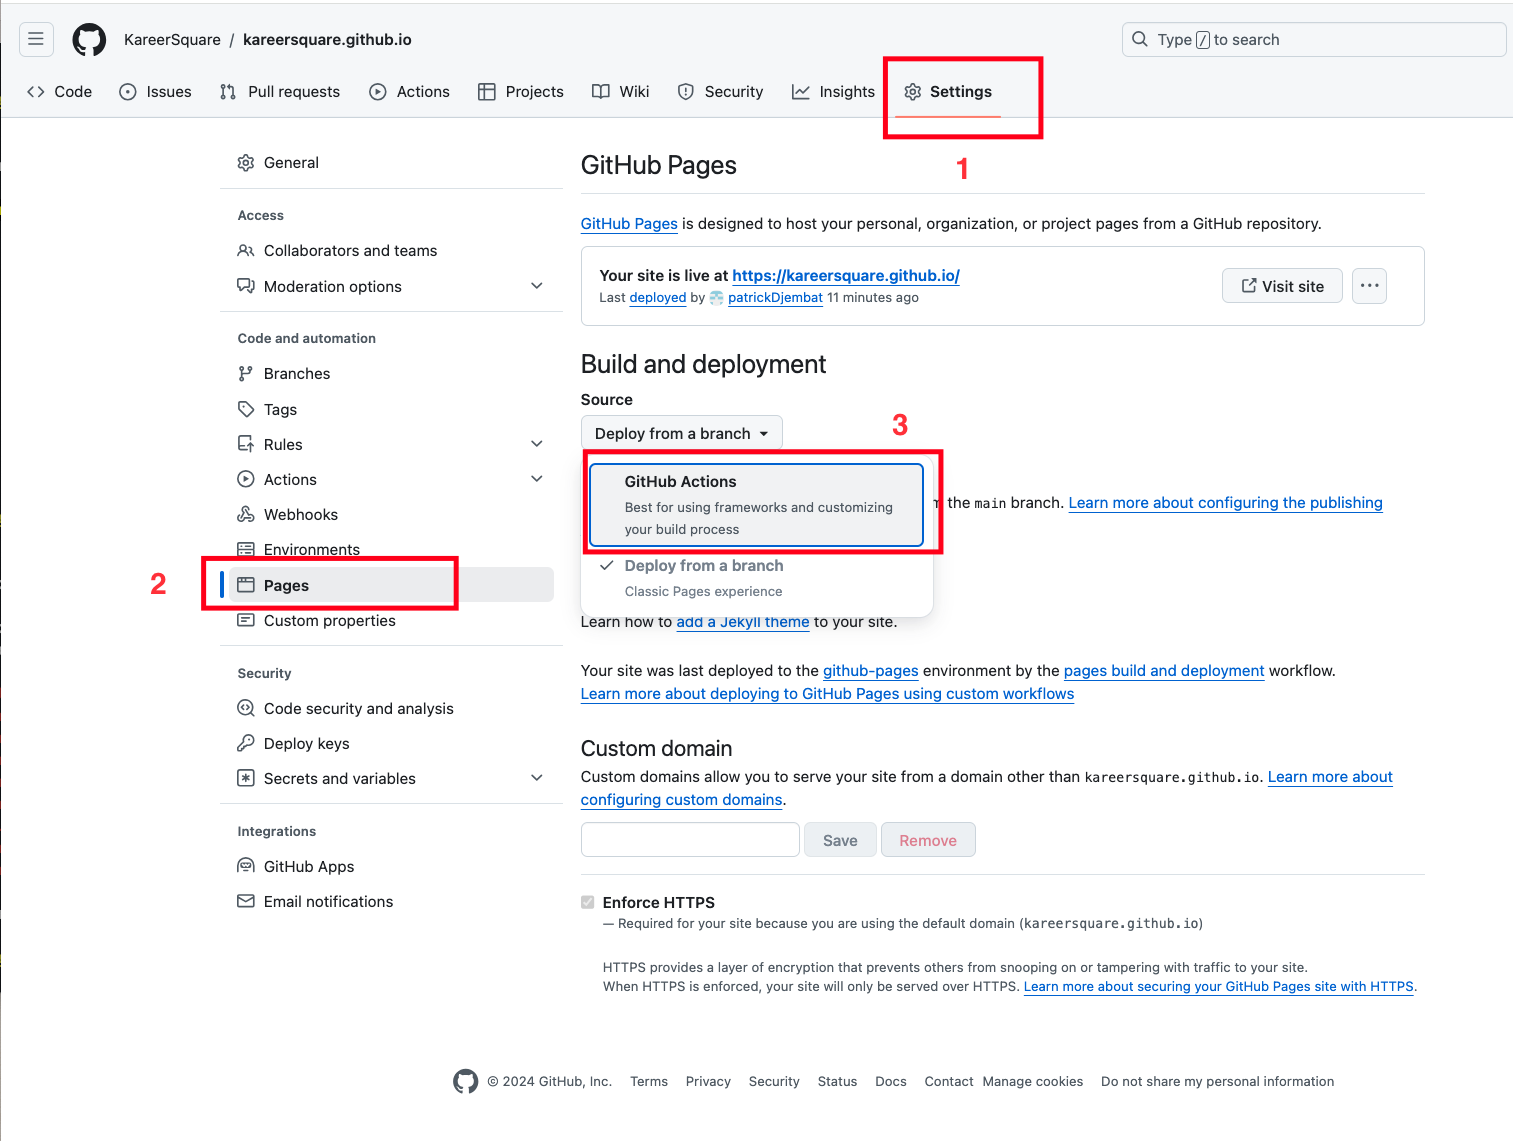 KareerSquare / kareersquare.github.io
Type / to search
Code Issues Pull requests Actions Projects Wiki Security Insights Settings
1
General
Access
Collaborators and teams
Moderation options
Code and automation
Branches
Tags
Rules
Actions
Webhooks
Environments
2
Pages
Custom properties
Security
Code security and analysis
Deploy keys
Secrets and variables
Integrations
GitHub Apps
Email notifications
GitHub Pages
GitHub Pages is designed to host your personal, organization, or project pages from a GitHub repository.
Your site is live at https://kareersquare.github.io/
Last deployed by patrickDjembat 11 minutes ago
Visit site
Build and deployment
Source
3
Deploy from a branch
GitHub Actions
Best for using frameworks and customizing
your build process
the main branch. Learn more about configuring the publishing
Deploy from a branch
Classic Pages experience
Learn how to add a Jekyll theme to your site.
Your site was last deployed to the github-pages environment by the pages build and deployment workflow.
Learn more about deploying to GitHub Pages using custom workflows
Custom domain
Custom domains allow you to serve your site from a domain other than kareersquare.github.io. Learn more about
configuring custom domains.
Save Remove
Enforce HTTPS
— Required for your site because you are using the default domain (kareersquare.github.io)
HTTPS provides a layer of encryption that prevents others from snooping on or tampering with traffic to your site.
When HTTPS is enforced, your site will only be served over HTTPS. Learn more about securing your GitHub Pages site with HTTPS.
© 2024 GitHub, Inc. Terms Privacy Security Status Docs Contact Manage cookies Do not share my personal information